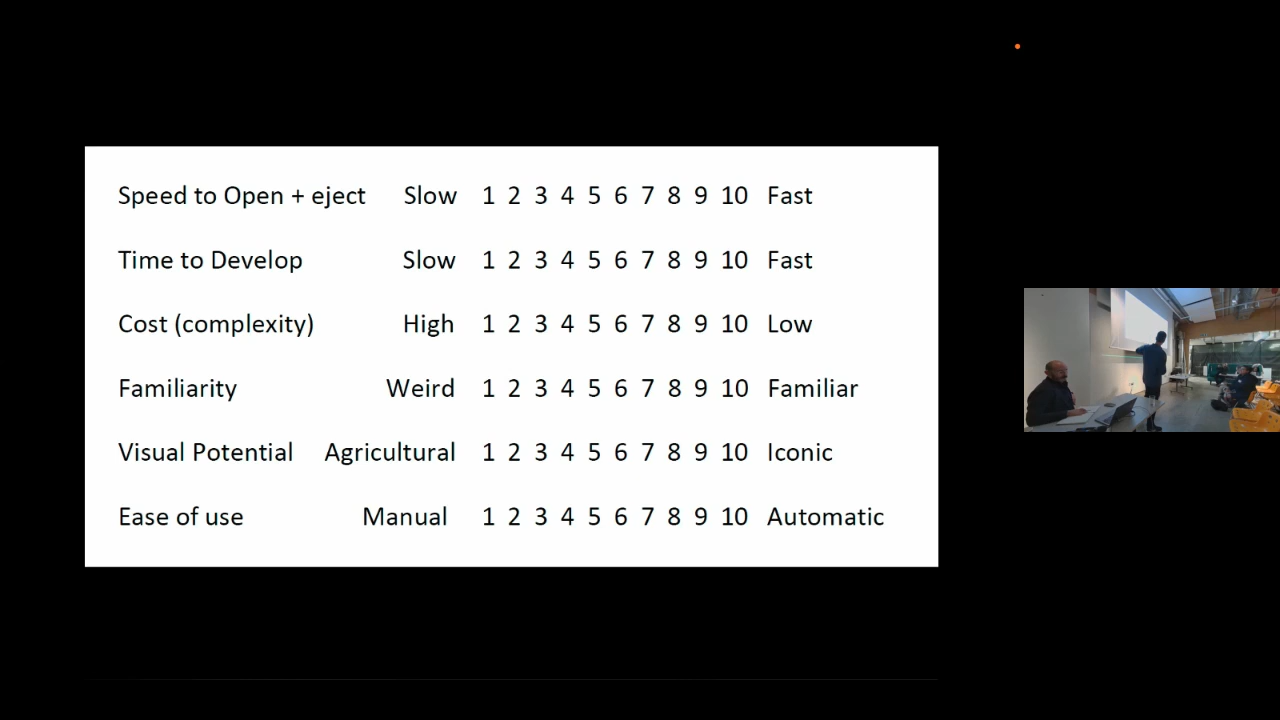 Speed to Open + eject Slow 1 2 3 4 5 6 7 8 9 10 Fast
Time to Develop Slow 1 2 3 4 5 6 7 8 9 10 Fast
Cost (complexity) High 1 2 3 4 5 6 7 8 9 10 Low
Familiarity Weird 1 2 3 4 5 6 7 8 9 10 Familiar
Visual Potential Agricultural 1 2 3 4 5 6 7 8 9 10 Iconic
Ease of use Manual 1 2 3 4 5 6 7 8 9 10 Automatic